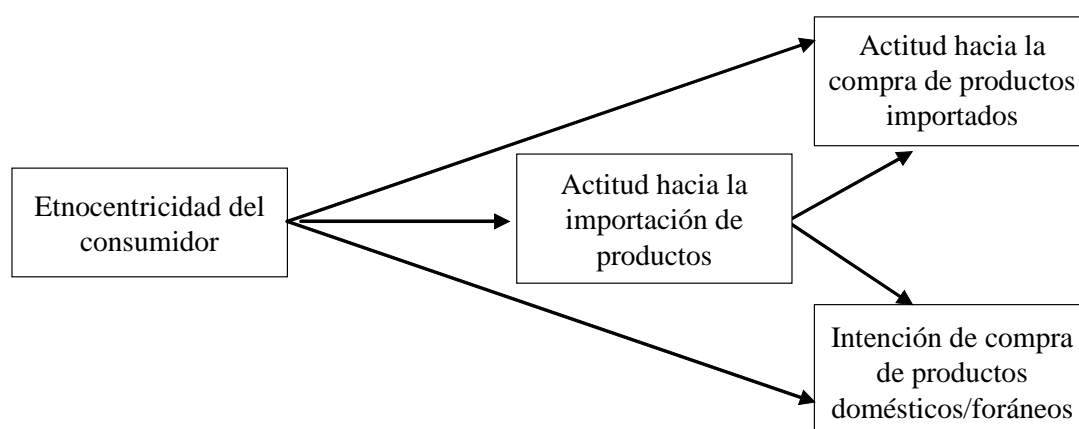 Actitud hacia la
compra de productos
importados
Etnocentricidad del
consumidor
Actitud hacia la
importación de
productos
Intención de compra
de productos
domésticos/foráneos